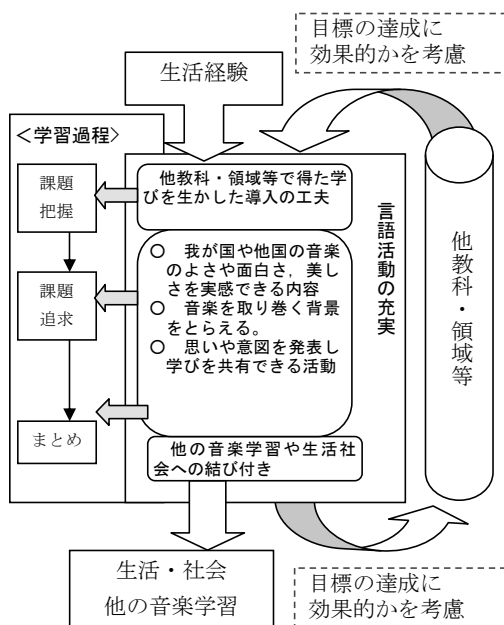 目標の達成に
効果的かを考慮
生活経験
＜学習過程＞
課題
把握
課題
追求
まとめ
他教科・領域等で得た学
びを生かした導入の工夫
○　我が国や他国の音楽
のよさや面白さ，美し
さを実感できる内容
○　音楽を取り巻く背景
をとらえる。
○　思いや意図を発表し
学びを共有できる活動
他の音楽学習や生活社
会への結び付き
言語活動の充実
他教科・領域等
生活・社会
他の音楽学習
目標の達成に
効果的かを考慮